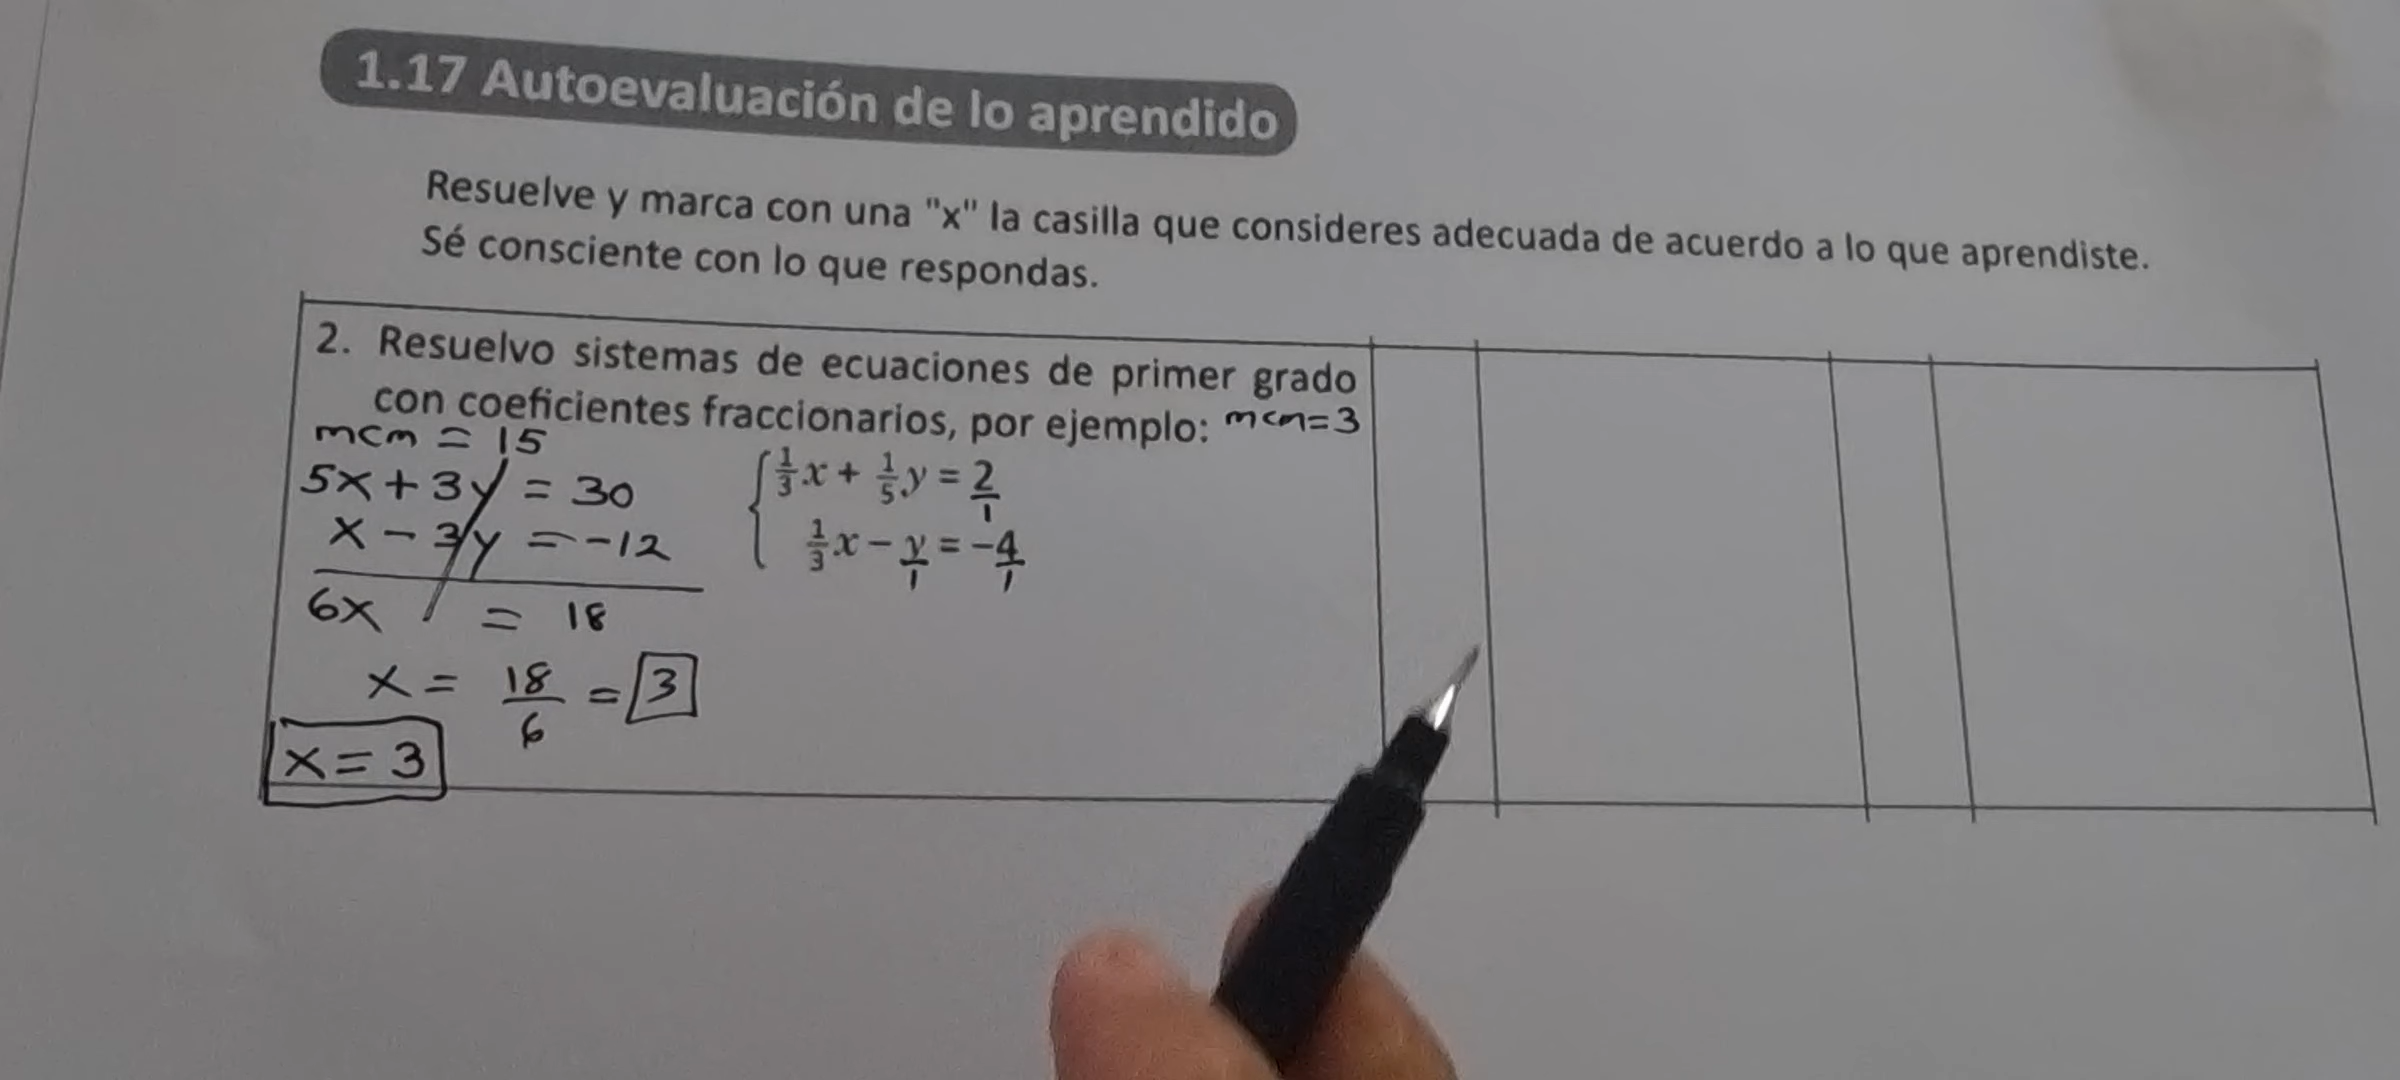 1.17 Autoevaluación de lo aprendido
Resuelve y marca con una "x" la casilla que consideres adecuada de acuerdo a lo que aprendiste.
Sé consciente con lo que respondas.
2. Resuelvo sistemas de ecuaciones de primer grado
con coeficientes fraccionarios, por ejemplo: mcm=3
mcm = 15
5x + 3y = 30
x - 3y = -12
6x = 18
x = 18/6 = 3
x = 3
1/3 x + 1/5 y = 2/1
1/3 x − y/1 = −4/1